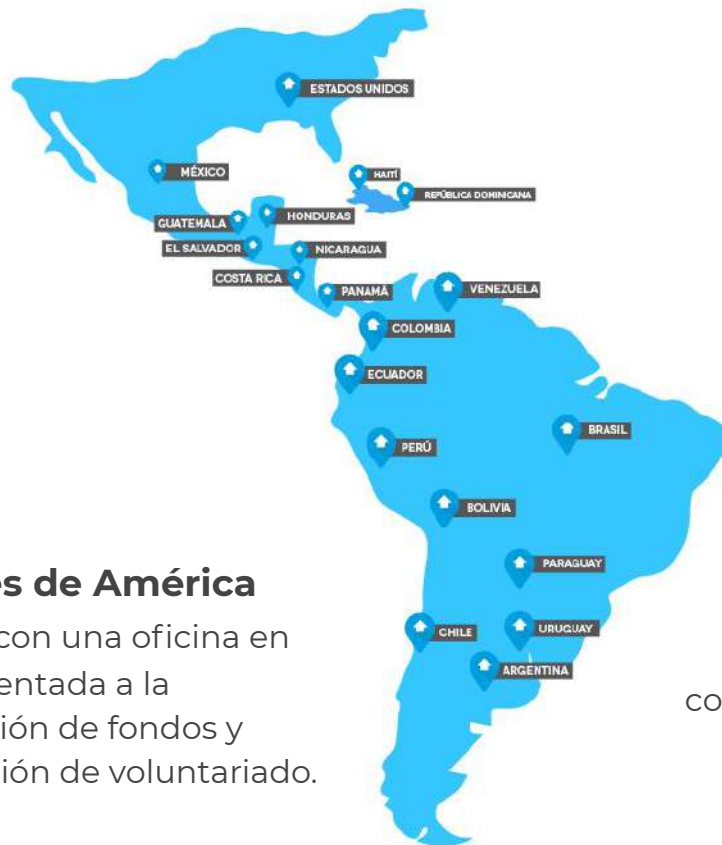 ESTADOS UNIDOS
MÉXICO
HAITÍ
REPÚBLICA DOMINICANA
GUATEMALA
HONDURAS
EL SALVADOR
NICARAGUA
COSTA RICA
PANAMÁ
VENEZUELA
COLOMBIA
ECUADOR
BRASIL
PERÚ
BOLIVIA
PARAGUAY
CHILE
URUGUAY
ARGENTINA
es de América
con una oficina en
entada a la
ión de fondos y
ión de voluntariado.
co